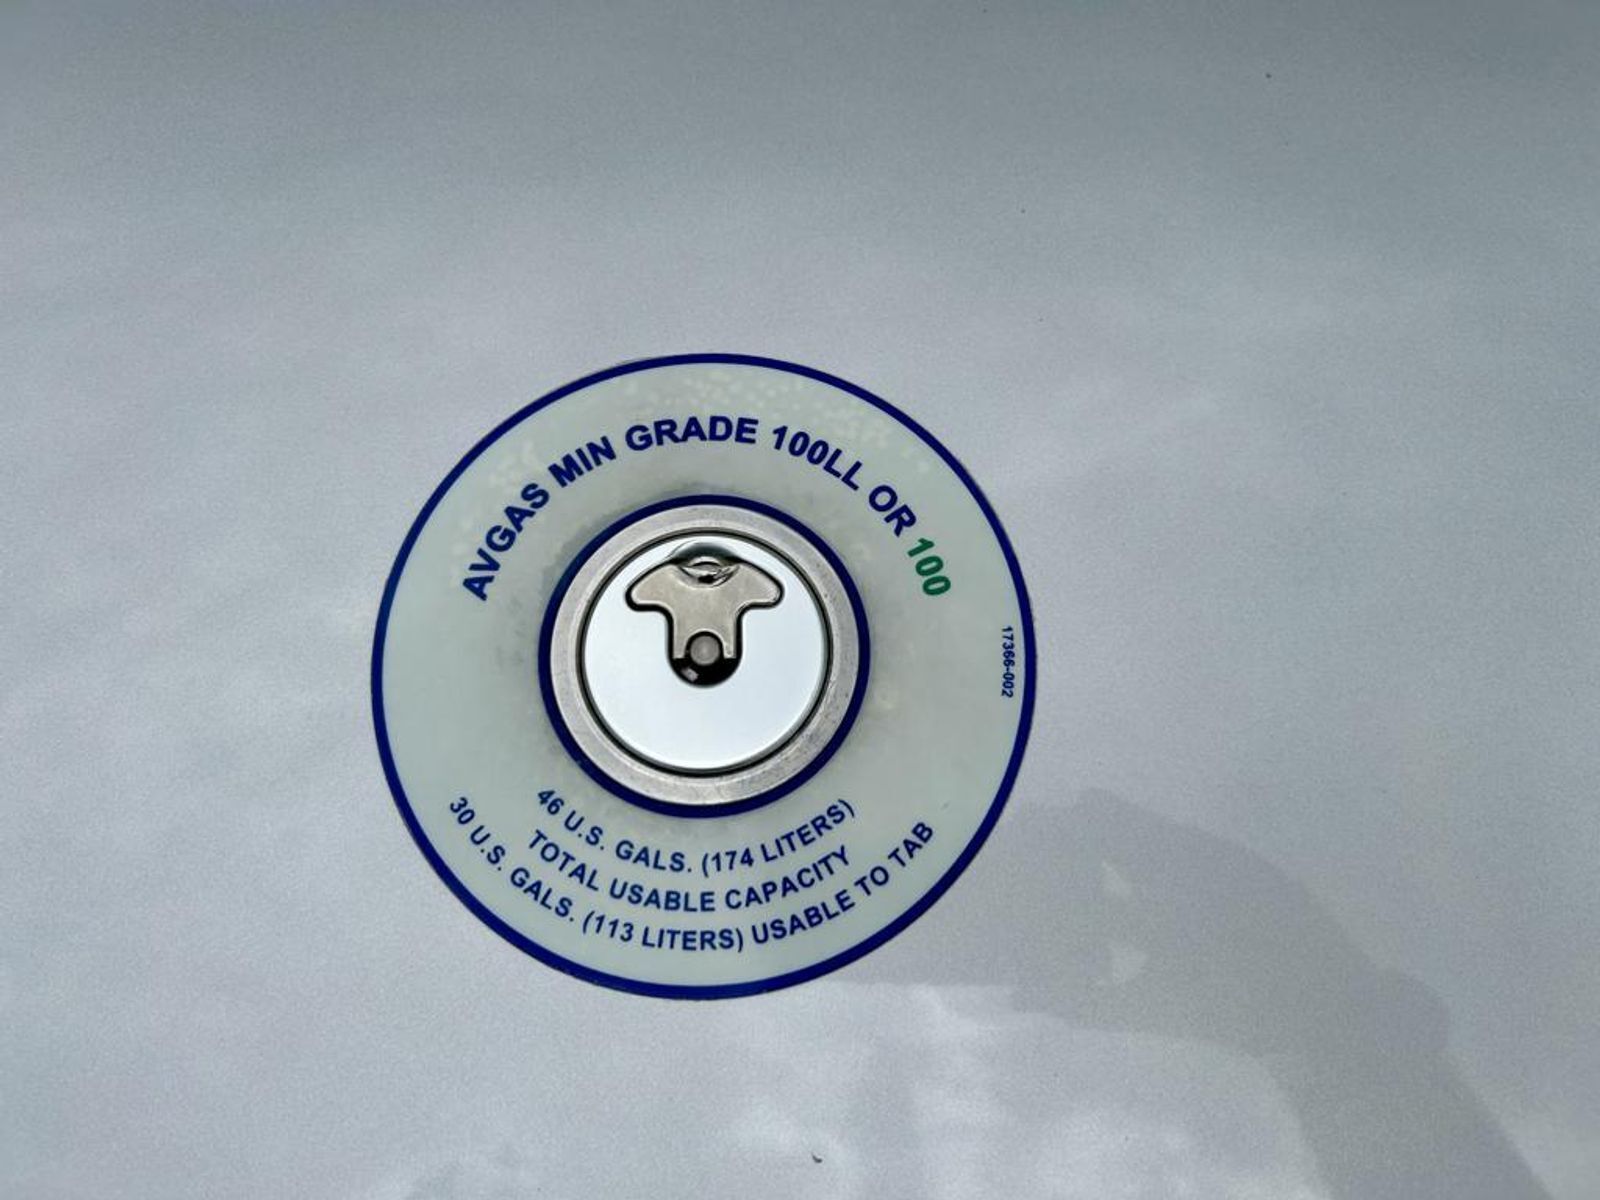 AVGAS MIN GRADE 100LL OR 100
17366-002
46 U.S. GALS. (174 LITERS)
TOTAL USABLE CAPACITY
30 U.S. GALS. (113 LITERS) USABLE TO TAB